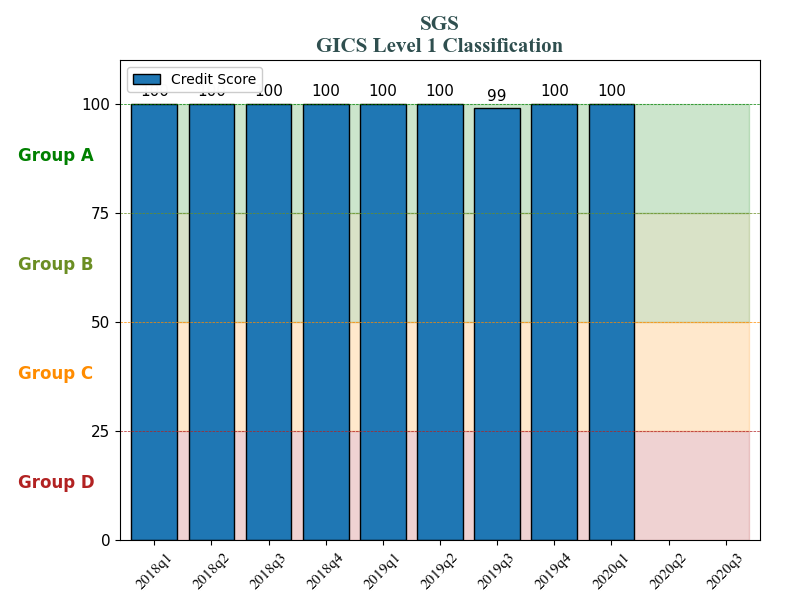 SGS
GICS Level 1 Classification
Credit Score
100 100 100 100 100 100 99 100 100
100
Group A
75
Group B
50
Group C
25
Group D
0
2018q1 2018q2 2018q3 2018q4 2019q1 2019q2 2019q3 2019q4 2020q1 2020q2 2020q3